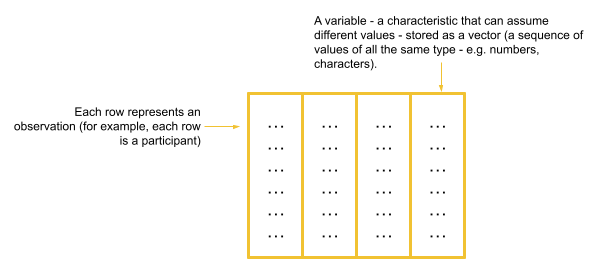 A variable - a characteristic that can assume
different values - stored as a vector (a sequence of
values of all the same type - e.g. numbers,
characters).
Each row represents an
observation (for example, each row
is a participant)
... ... ... ...
... ... ... ...
... ... ... ...
... ... ... ...
... ... ... ...
... ... ... ...